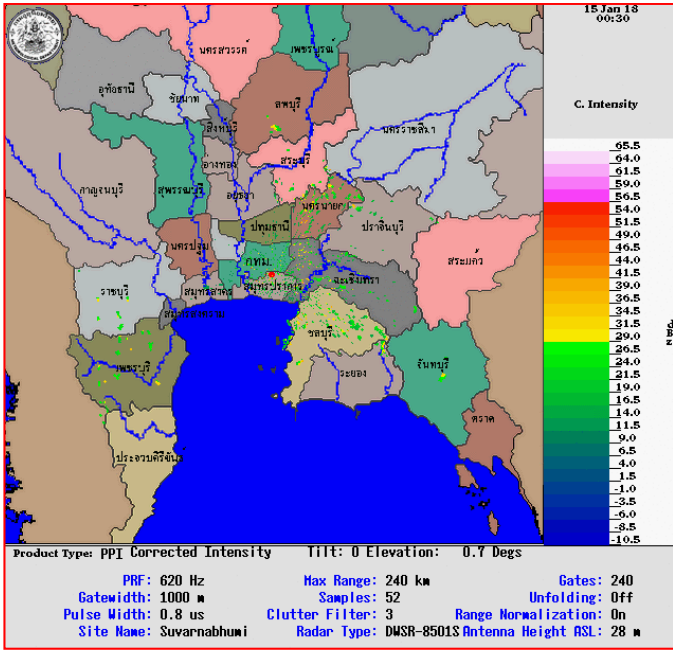 15 Jan 18
00:30
C. Intensity
นครสวรรค์
เพชรบูรณ์
อุทัยธานี
ชัยนาท
ลพบุรี
สิงห์บุรี
นครราชสีมา
อ่างทอง
สระบุรี
กาญจนบุรี
สุพรรณบุรี
อยุธยา
นครนายก
ปทุมธานี
ปราจีนบุรี
นครปฐม
กทม.
สระแก้ว
ฉะเชิงเทรา
ราชบุรี
สมุทรสาคร
สมุทรปราการ
สมุทรสงคราม
ชลบุรี
เพชรบุรี
ระยอง
จันทบุรี
ตราด
ประจวบคีรีขันธ์
65.5
64.0
61.5
59.0
56.5
54.0
51.5
49.0
46.5
44.0
41.5
39.0
36.5
34.0
31.5
29.0
26.5
24.0
21.5
19.0
16.5
14.0
11.5
9.0
6.5
4.0
1.5
-1.0
-3.5
-6.0
-8.5
-10.5
Product Type: PPI Corrected Intensity Tilt: 0 Elevation: 0.7 Degs
PRF: 620 Hz Max Range: 240 km Gates: 240
Gatewidth: 1000 m Samples: 52 Unfolding: Off
Pulse Width: 0.8 us Clutter Filter: 3 Range Normalization: On
Site Name: Suvarnabhumi Radar Type: DWSR-8501S Antenna Height ASL: 28 m